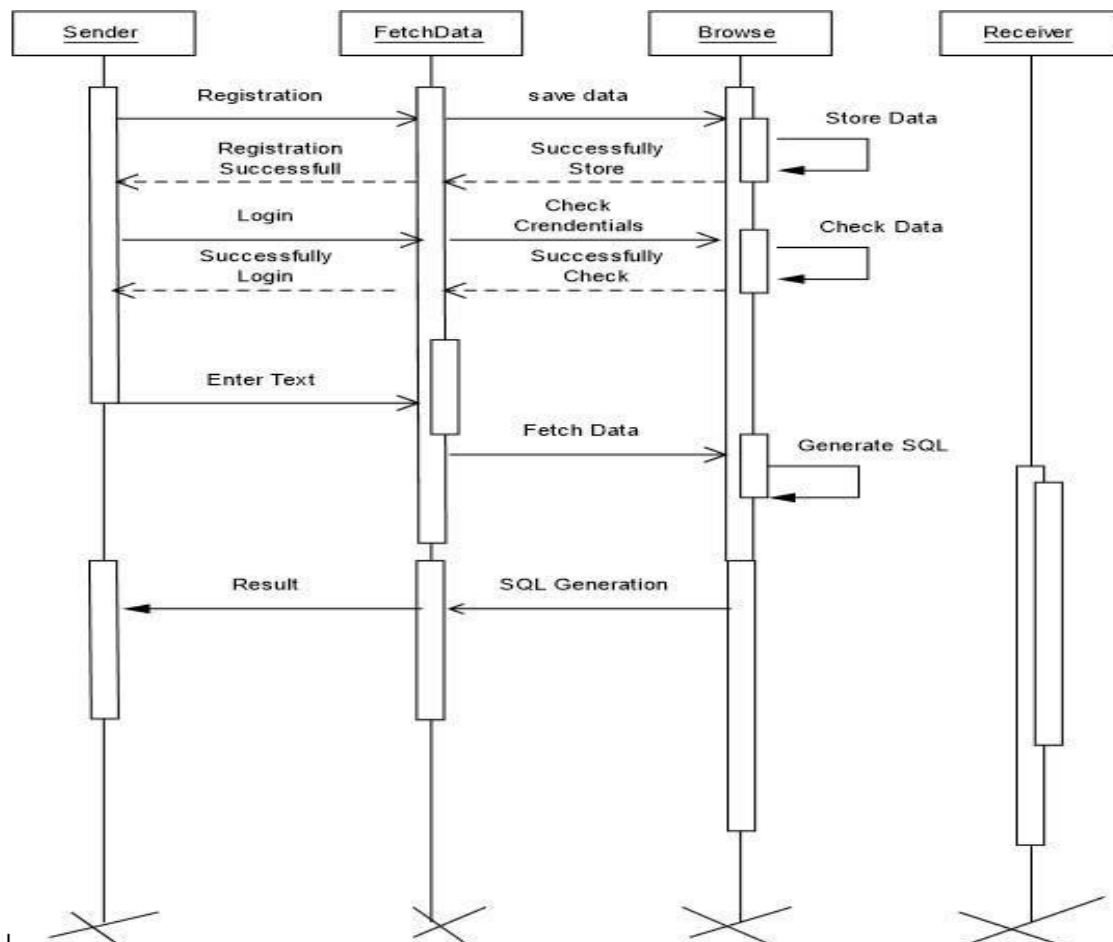 Sender
FetchData
Browse
Receiver
Registration
save data
Store Data
Registration
Successfull
Successfully
Store
Login
Check
Crendentials
Check Data
Successfully
Login
Successfully
Check
Enter Text
Fetch Data
Generate SQL
Result
SQL Generation